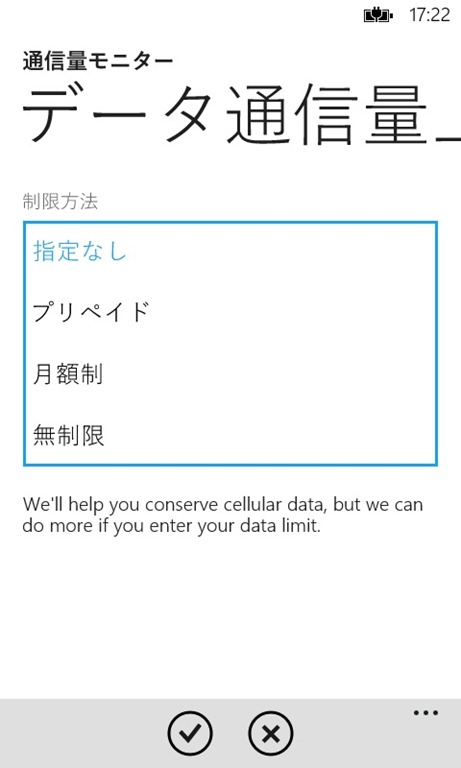 17:22
通信量モニター
データ通信量_
制限方法
指定なし
プリペイド
月額制
無制限
We'll help you conserve cellular data, but we can
do more if you enter your data limit.